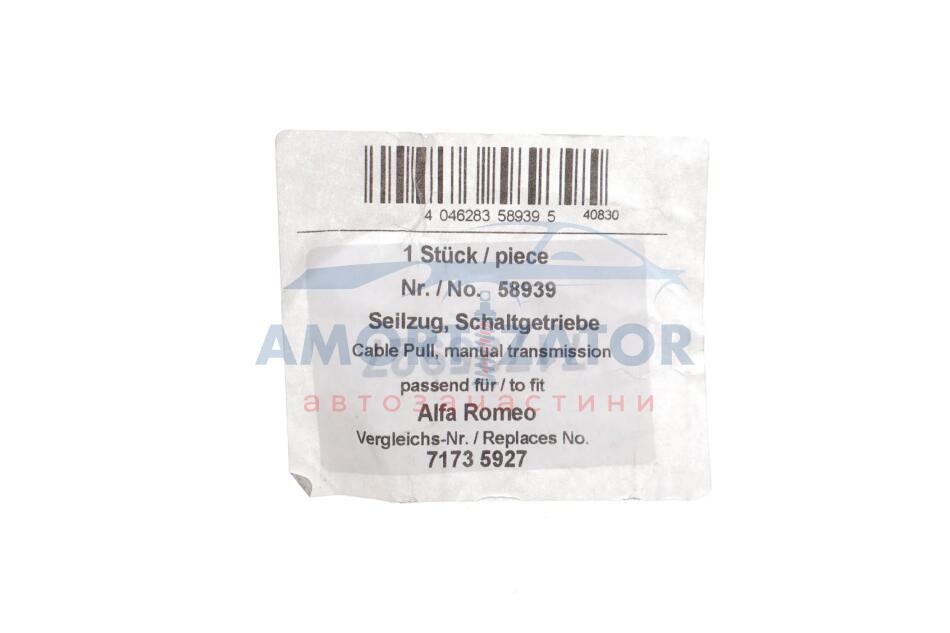 4 046283 58939 5 40830
1 Stück / piece
Nr. / No. 58939
Seilzug, Schaltgetriebe
AMORTIZATOR
Cable Pull, manual transmission
passend für / to fit
автозапчастини
Alfa Romeo
Vergleichs-Nr. / Replaces No.
7173 5927